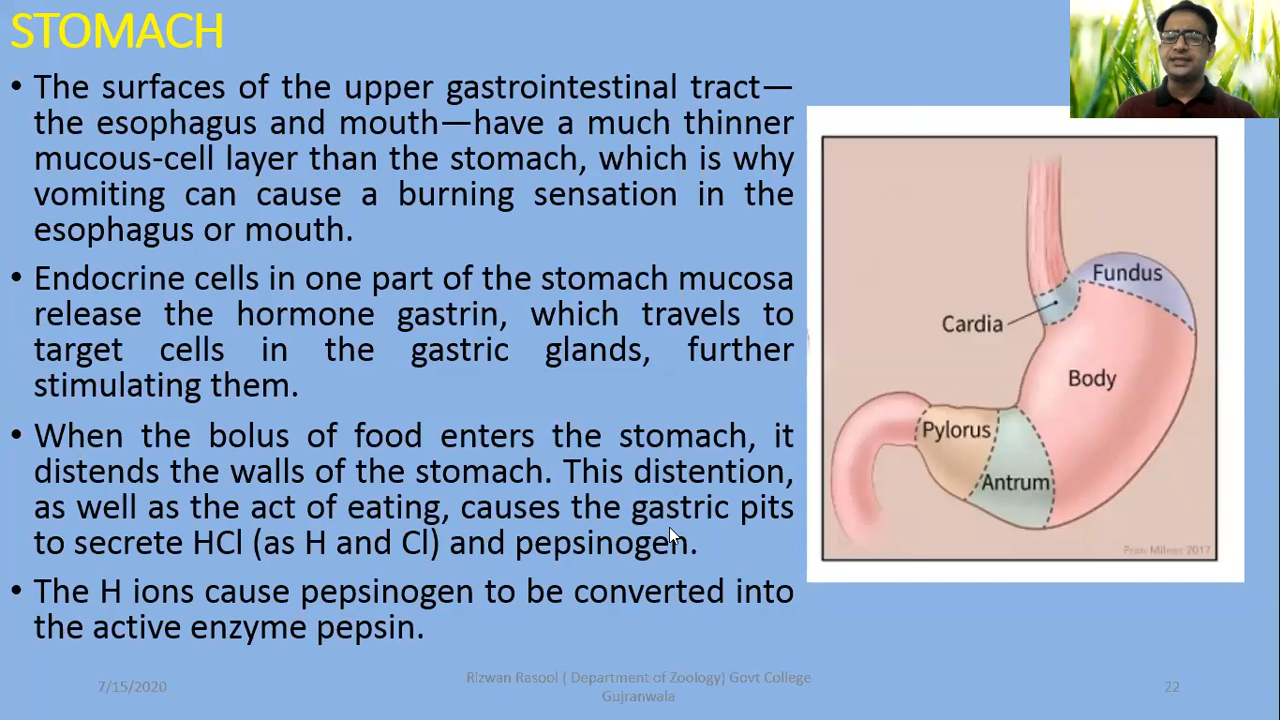 STOMACH
• The surfaces of the upper gastrointestinal tract—
the esophagus and mouth—have a much thinner
mucous-cell layer than the stomach, which is why
vomiting can cause a burning sensation in the
esophagus or mouth.
• Endocrine cells in one part of the stomach mucosa
release the hormone gastrin, which travels to
target cells in the gastric glands, further
stimulating them.
• When the bolus of food enters the stomach, it
distends the walls of the stomach. This distention,
as well as the act of eating, causes the gastric pits
to secrete HCl (as H and Cl) and pepsinogen.
• The H ions cause pepsinogen to be converted into
the active enzyme pepsin.
Fundus
Cardia
Body
Pylorus
Antrum
Fran Milner 2017
7/15/2020
Rizwan Rasool ( Department of Zoology) Govt College
Gujranwala
22